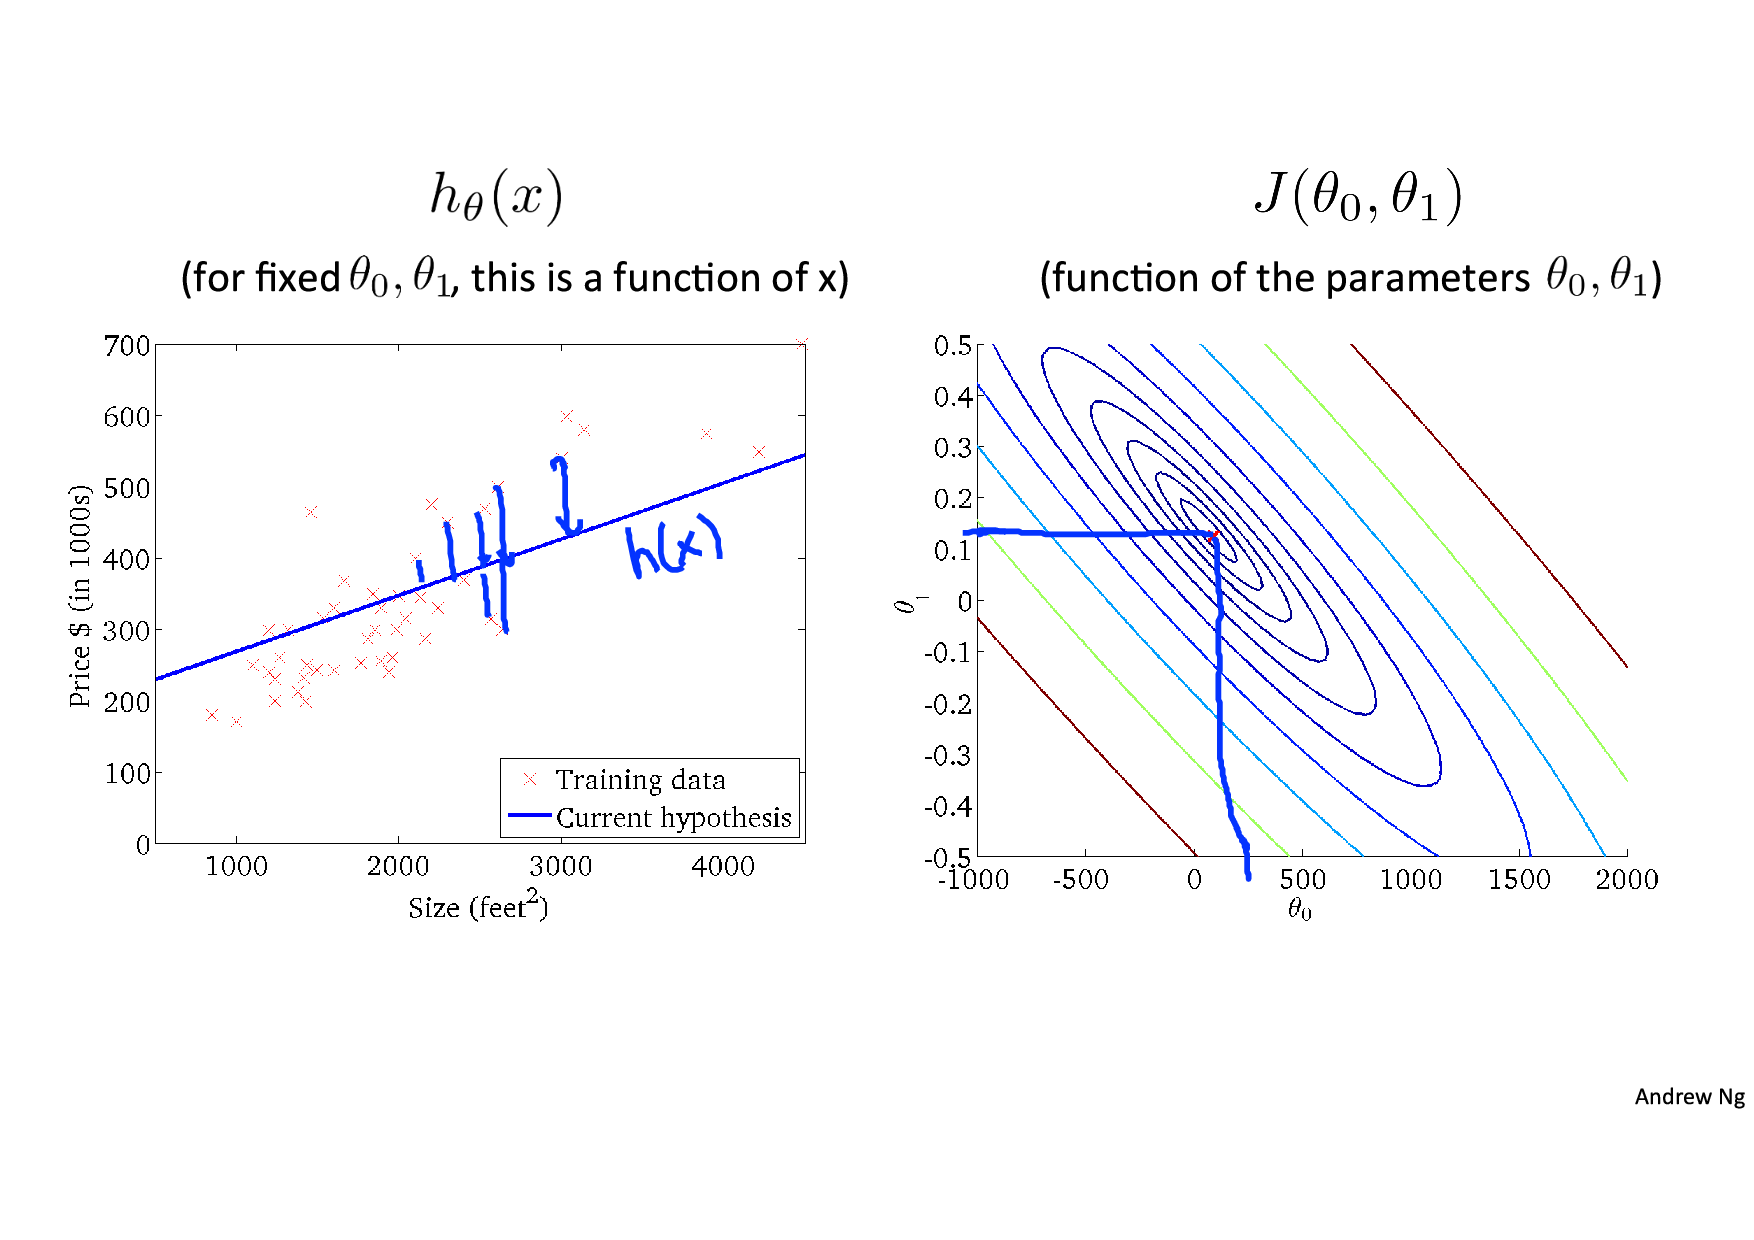 hθ(x)
(for fixed θ0, θ1, this is a function of x)
700
600
500
400
300
200
100
0
Price $ (in 1000s)
h(x)
Training data
Current hypothesis
1000 2000 3000 4000
Size (feet²)
J(θ0, θ1)
(function of the parameters θ0, θ1)
0.5
0.4
0.3
0.2
0.1
0
-0.1
-0.2
-0.3
-0.4
-0.5
θ1
-1000 -500 0 500 1000 1500 2000
θ0
Andrew Ng